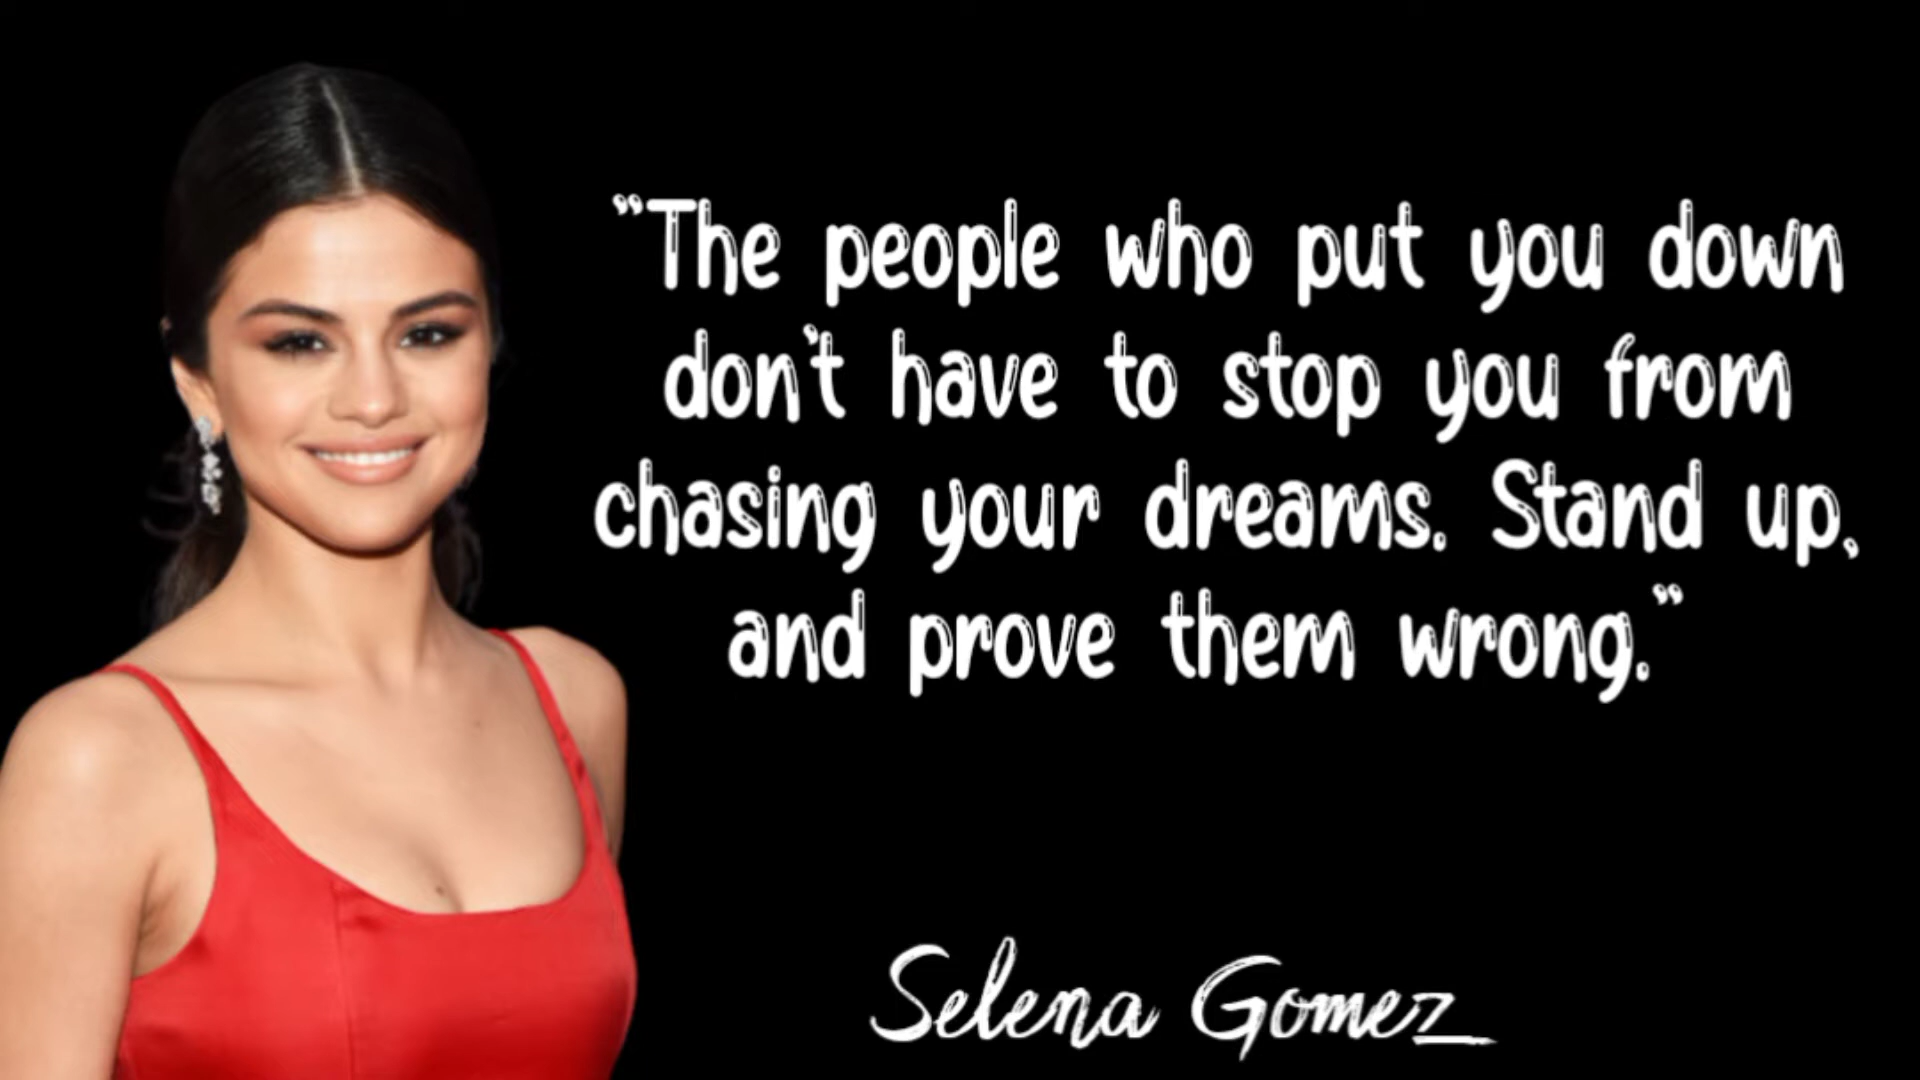 "The people who put you down
don't have to stop you from
chasing your dreams. Stand up,
and prove them wrong."
Selena Gomez